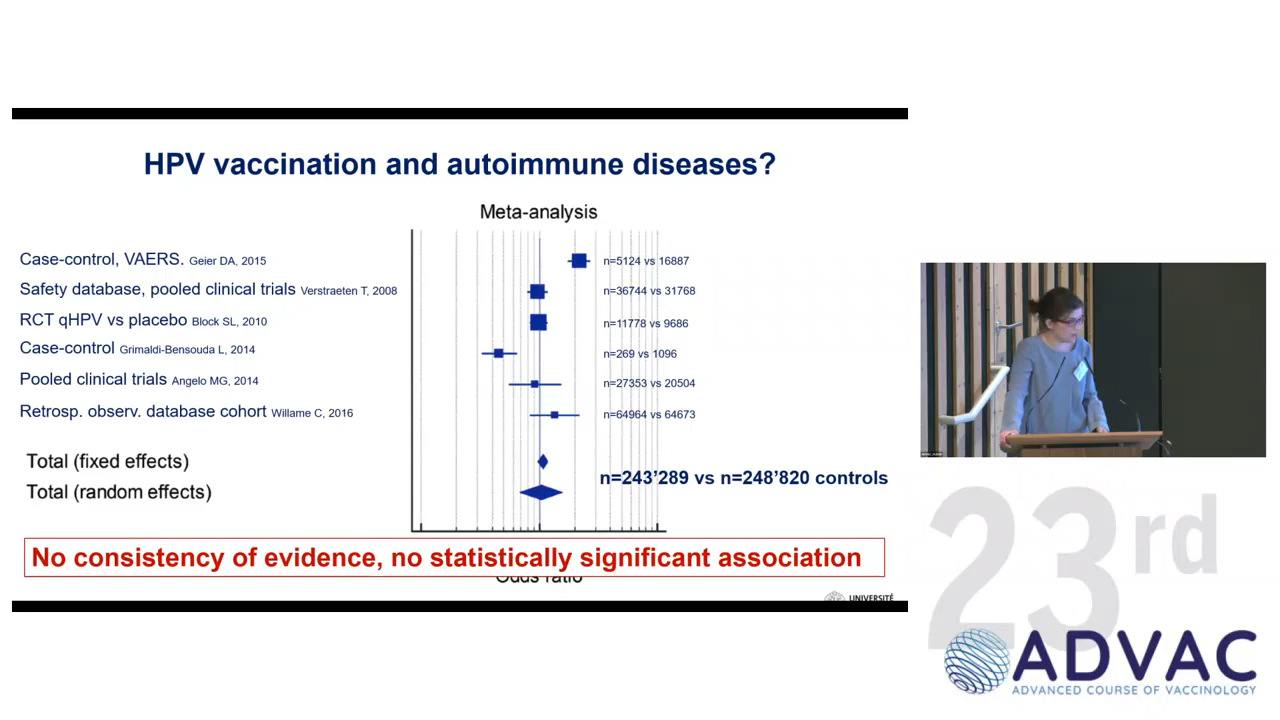 HPV vaccination and autoimmune diseases?
Meta-analysis
Case-control, VAERS. Geier DA, 2015
n=5124 vs 16887
Safety database, pooled clinical trials Verstraeten T, 2008
n=36744 vs 31768
RCT qHPV vs placebo Block SL, 2010
n=11778 vs 9686
Case-control Grimaldi-Bensouda L, 2014
n=269 vs 1096
Pooled clinical trials Angelo MG, 2014
n=27353 vs 20504
Retrosp. observ. database cohort Willame C, 2016
n=64964 vs 64673
Total (fixed effects)
n=243'289 vs n=248'820 controls
Total (random effects)
No consistency of evidence, no statistically significant association
Odds ratio
UNIVERSITÉ
23rd
ADVAC
ADVANCED COURSE OF VACCINOLOGY